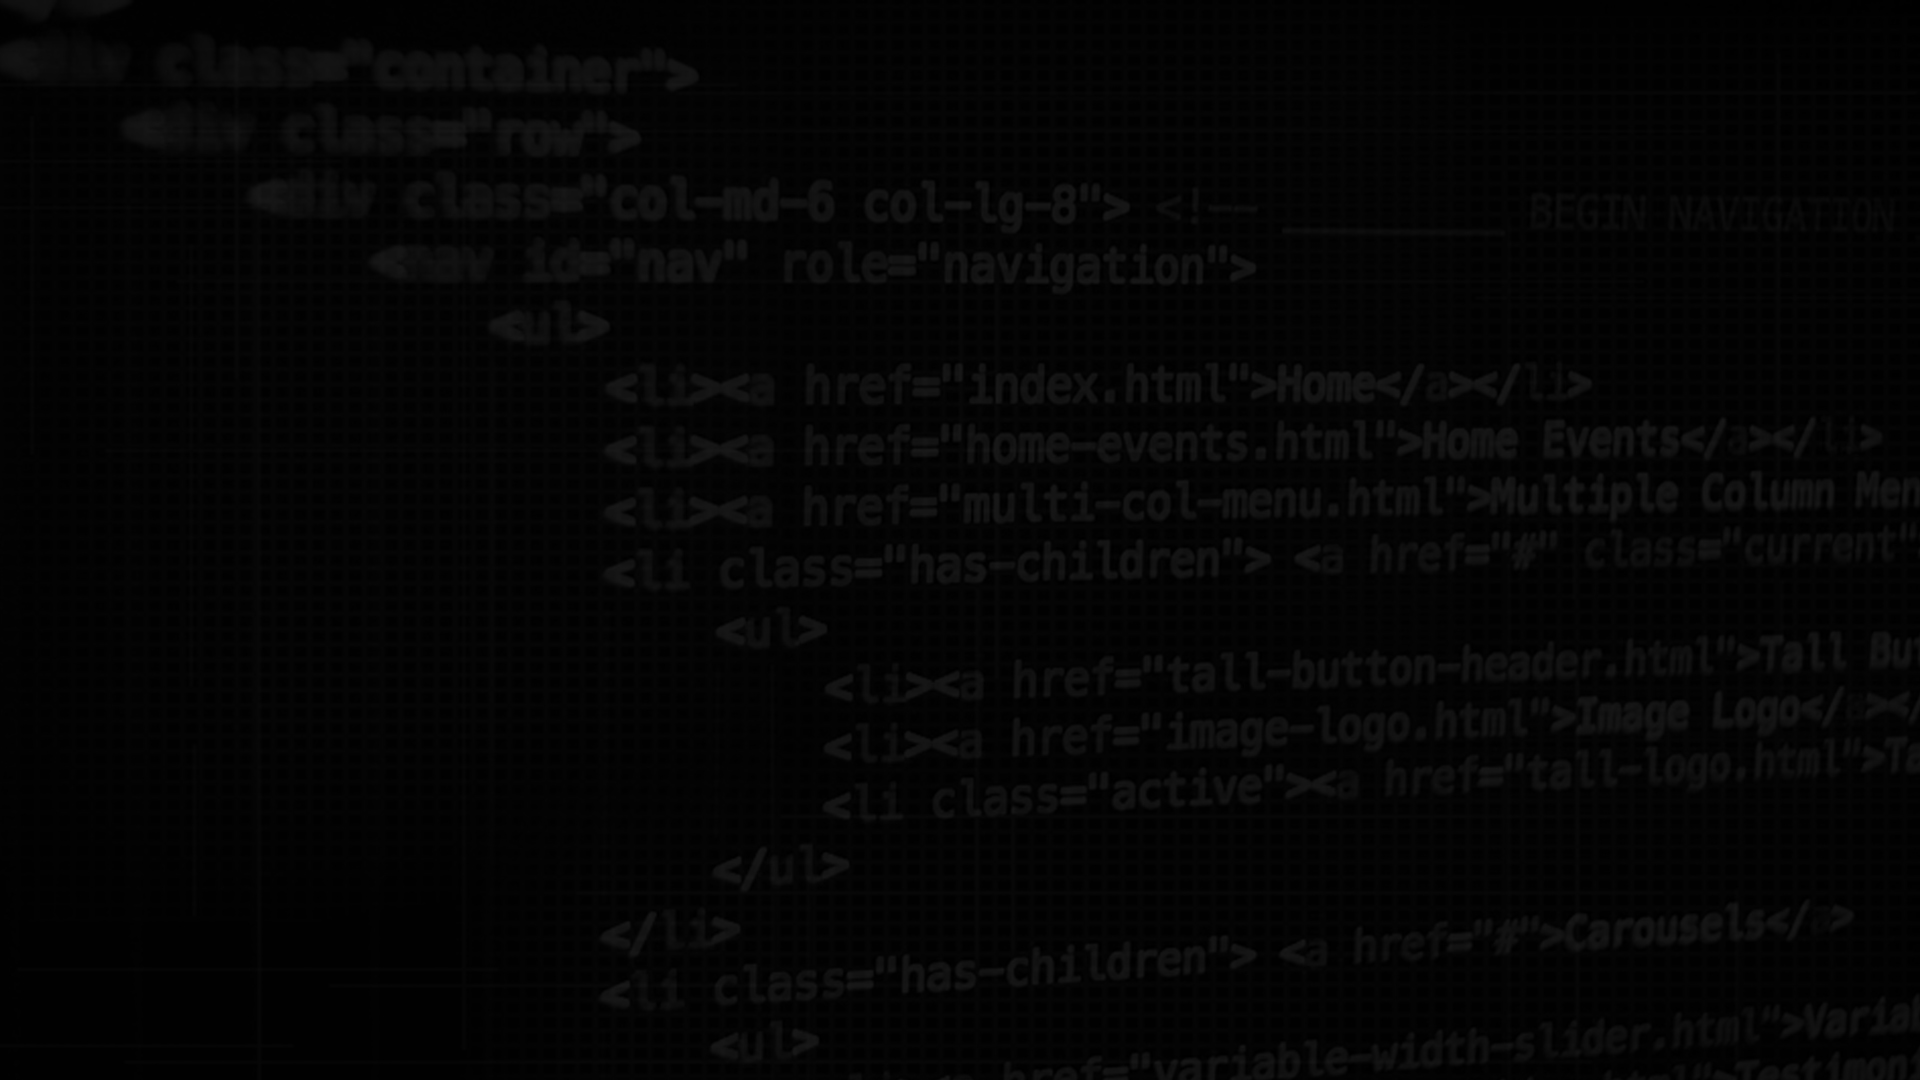 <div class="container">
<div class="row">
<div class="col-md-6 col-lg-8"> <!-- BEGIN NAVIGATION
<nav id="nav" role="navigation">
<ul>
<li><a href="index.html">Home</a></li>
<li><a href="home-events.html">Home Events</a></li>
<li><a href="multi-col-menu.html">Multiple Column Men
<li class="has-children"> <a href="#" class="current"
<ul>
<li><a href="tall-button-header.html">Tall But
<li><a href="image-logo.html">Image Logo</a></
<li class="active"><a href="tall-logo.html">Ta
</ul>
</li>
<li class="has-children"> <a href="#">Carousels</a>
<ul>
href="variable-width-slider.html">Variab
Testimon